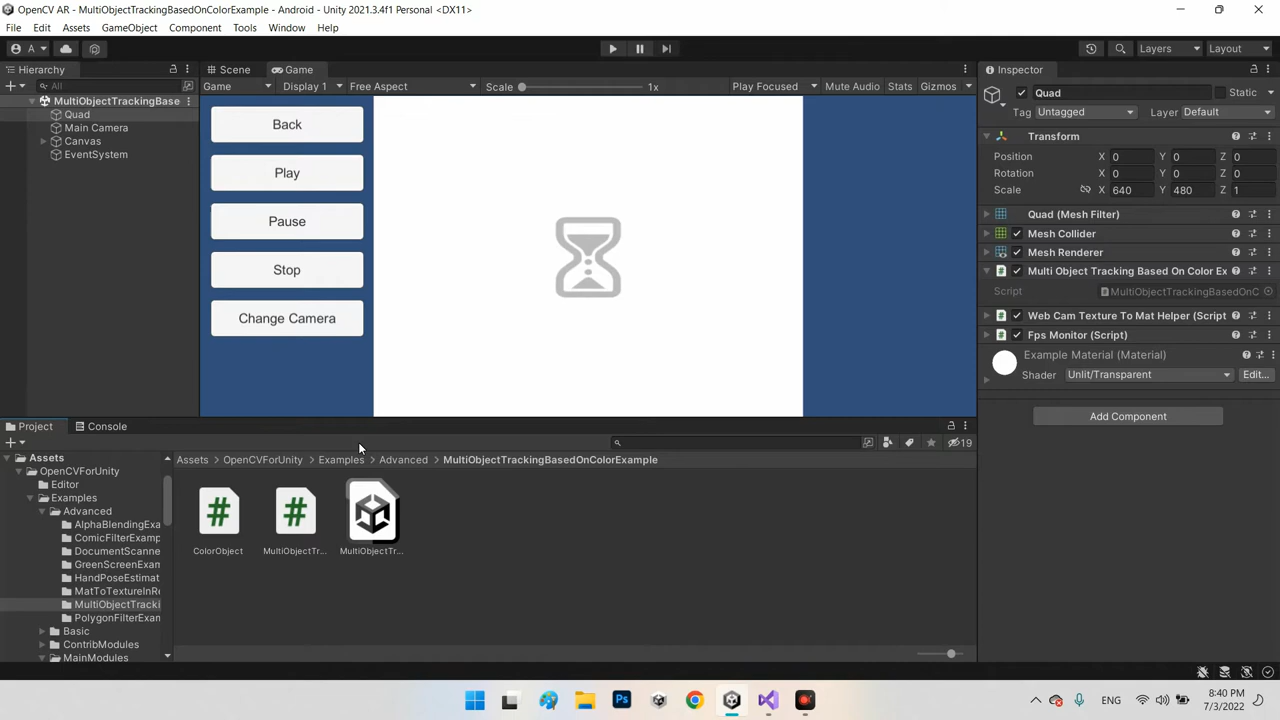 OpenCV AR - MultiObjectTrackingBasedOnColorExample - Android - Unity 2021.3.4f1 Personal <DX11>
File Edit Assets GameObject Component Tools Window Help
A Layers Layout
Hierarchy
All
MultiObjectTrackingBase
Quad
Main Camera
Canvas
EventSystem
Scene Game
Game Display 1 Free Aspect Scale 1x Play Focused Mute Audio Stats Gizmos
Back
Play
Pause
Stop
Change Camera
Inspector
Quad Static
Tag Untagged Layer Default
Transform
Position X 0 Y 0 Z 0
Rotation X 0 Y 0 Z 0
Scale X 640 Y 480 Z 1
Quad (Mesh Filter)
Mesh Collider
Mesh Renderer
Multi Object Tracking Based On Color Ex
Script MultiObjectTrackingBasedOnC
Web Cam Texture To Mat Helper (Script
Fps Monitor (Script)
Example Material (Material)
Shader Unlit/Transparent Edit...
Add Component
Project Console
19
Assets
OpenCVForUnity
Editor
Examples
Advanced
AlphaBlendingExa
ComicFilterExamp
DocumentScanne
GreenScreenExam
HandPoseEstimat
MatToTextureInRe
MultiObjectTracki
PolygonFilterExan
Basic
ContribModules
MainModules
Assets > OpenCVForUnity > Examples > Advanced > MultiObjectTrackingBasedOnColorExample
ColorObject MultiObjectTr... MultiObjectTr...
Ps
ENG
8:40 PM
7/3/2022